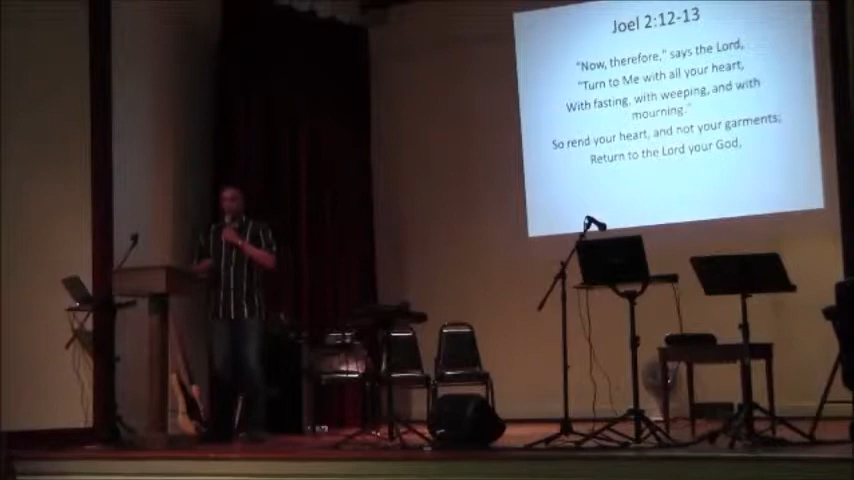 Joel 2:12-13
"Now, therefore," says the Lord,
"Turn to Me with all your heart,
With fasting, with weeping, and with
mourning."
So rend your heart, and not your garments;
Return to the Lord your God,